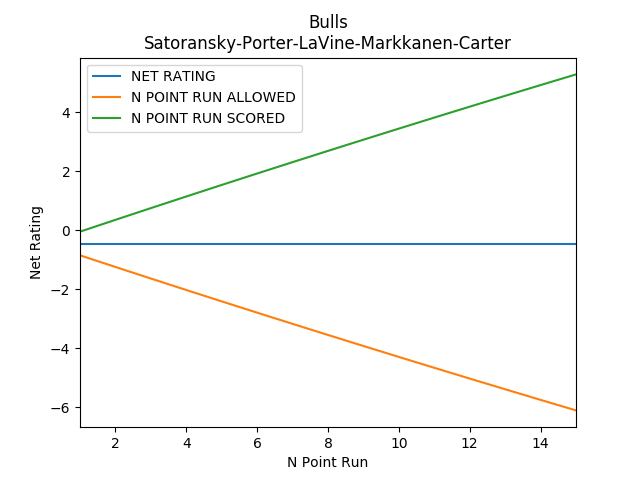 Bulls
Satoransky-Porter-LaVine-Markkanen-Carter
NET RATING
N POINT RUN ALLOWED
N POINT RUN SCORED
Net Rating
4
2
0
−2
−4
−6
2 4 6 8 10 12 14
N Point Run